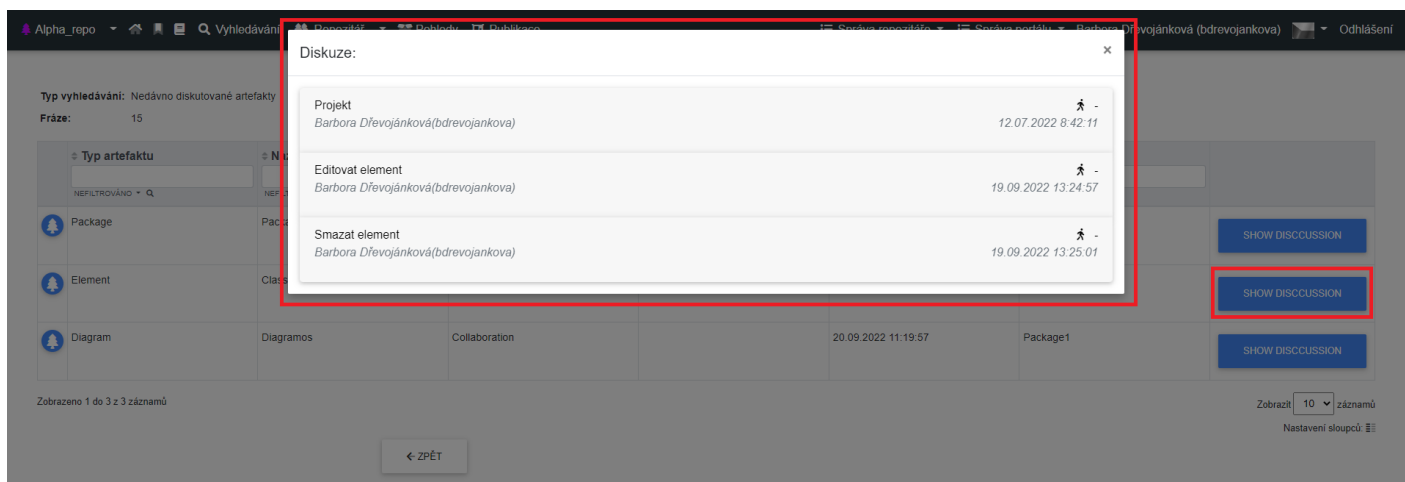 Alpha_repo Vyhledávání Repozitář Pohledy Publikace Správa repozitáře Správa portálu Barbora Dřevojánková (bdrevojankova) Odhlášení
Diskuze: ×
Projekt -
Barbora Dřevojánková(bdrevojankova) 12.07.2022 8:42:11
Editovat element -
Barbora Dřevojánková(bdrevojankova) 19.09.2022 13:24:57
Smazat element -
Barbora Dřevojánková(bdrevojankova) 19.09.2022 13:25:01
Typ vyhledávání: Nedávno diskutované artefakty
Fráze: 15
Typ artefaktu
NEFILTROVÁNO
Package SHOW DISCCUSSION
Element Class SHOW DISCCUSSION
Diagram Diagramos Collaboration 20.09.2022 11:19:57 Package1 SHOW DISCCUSSION
Zobrazeno 1 do 3 z 3 záznamů Zobrazit 10 záznamů
Nastavení sloupců:
ZPĚT